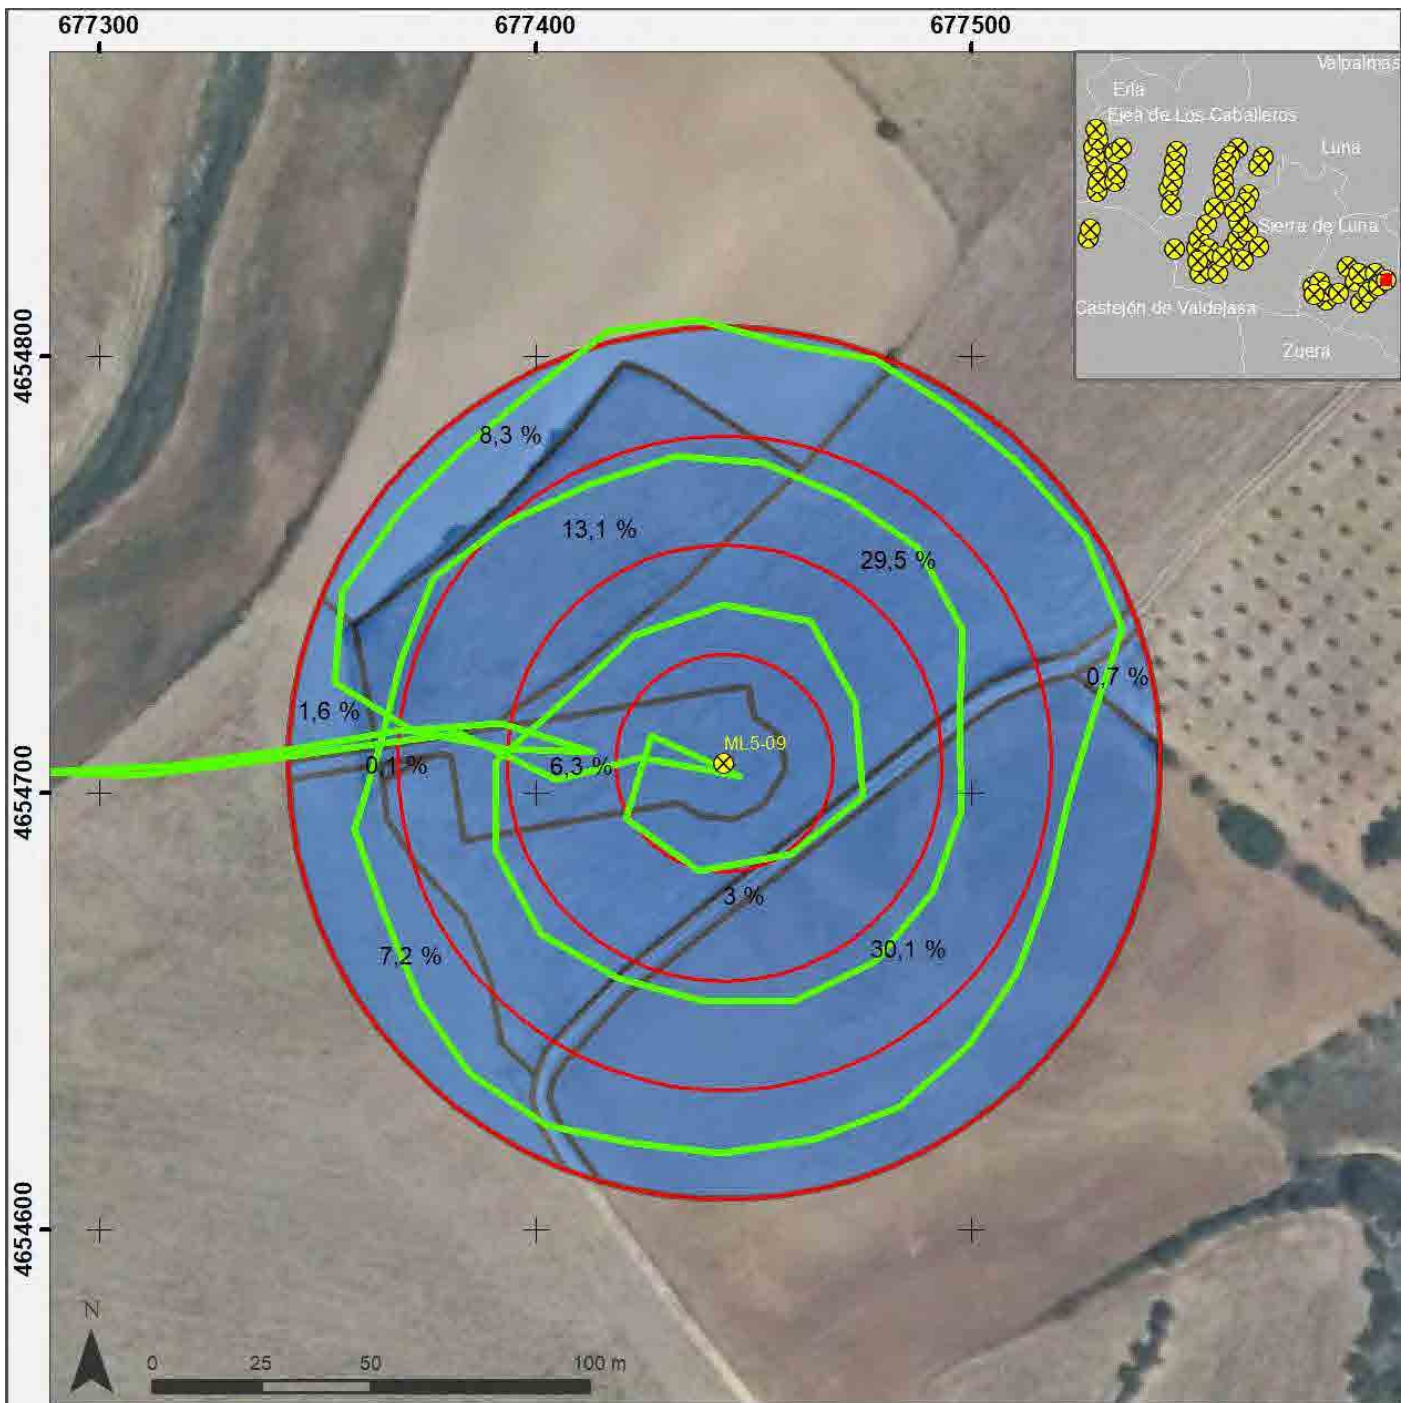 677300
677400
677500
Valpalmas
Erla
Ejea de Los Caballeros
Luna
Sierra de Luna
Castejón de Valdejasa
Zuera
4654800
8,3 %
13,1 %
29,5 %
0,7 %
1,6 %
ML5-09
0,1 %
6,3 %
4654700
3 %
7,2 %
30,1 %
4654600
N
0 25 50 100 m